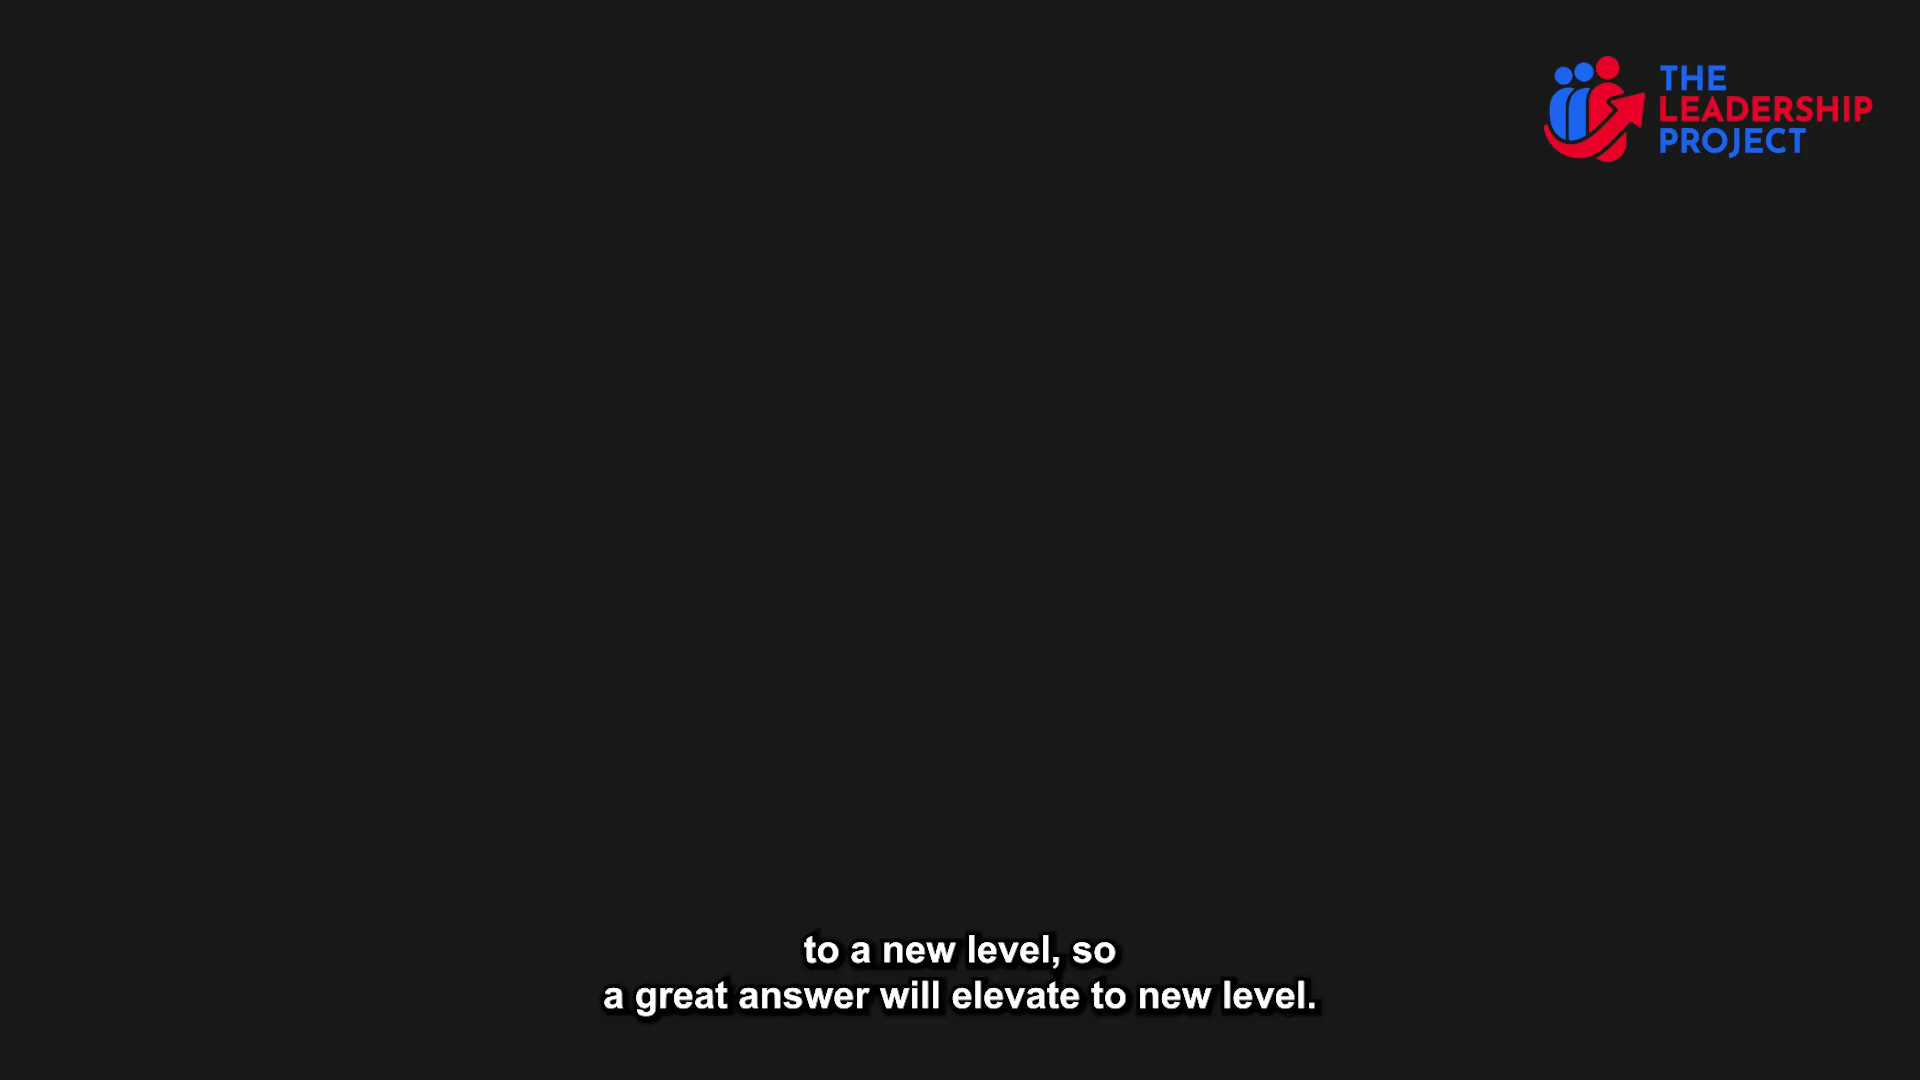 THE
LEADERSHIP
PROJECT
to a new level, so
a great answer will elevate to new level.